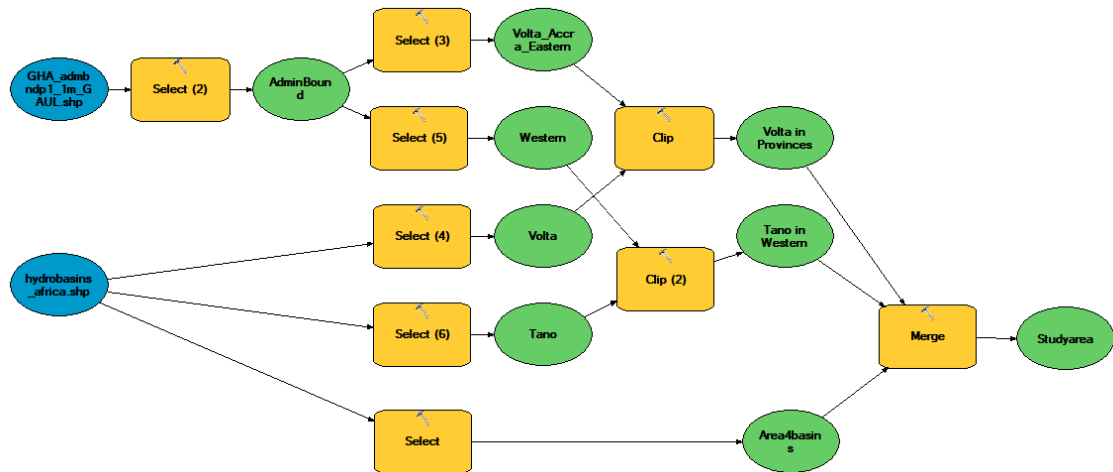 GHA_admb
ndp1_1m_G
AUL.shp
Select (2)
AdminBoun
d
Select (3)
Volta_Accr
a_Eastern
Select (5)
Western
Clip
Volta in
Provinces
hydrobasins
_africa.shp
Select (4)
Volta
Clip (2)
Tano in
Western
Select (6)
Tano
Merge
Studyarea
Select
Area4basin
s